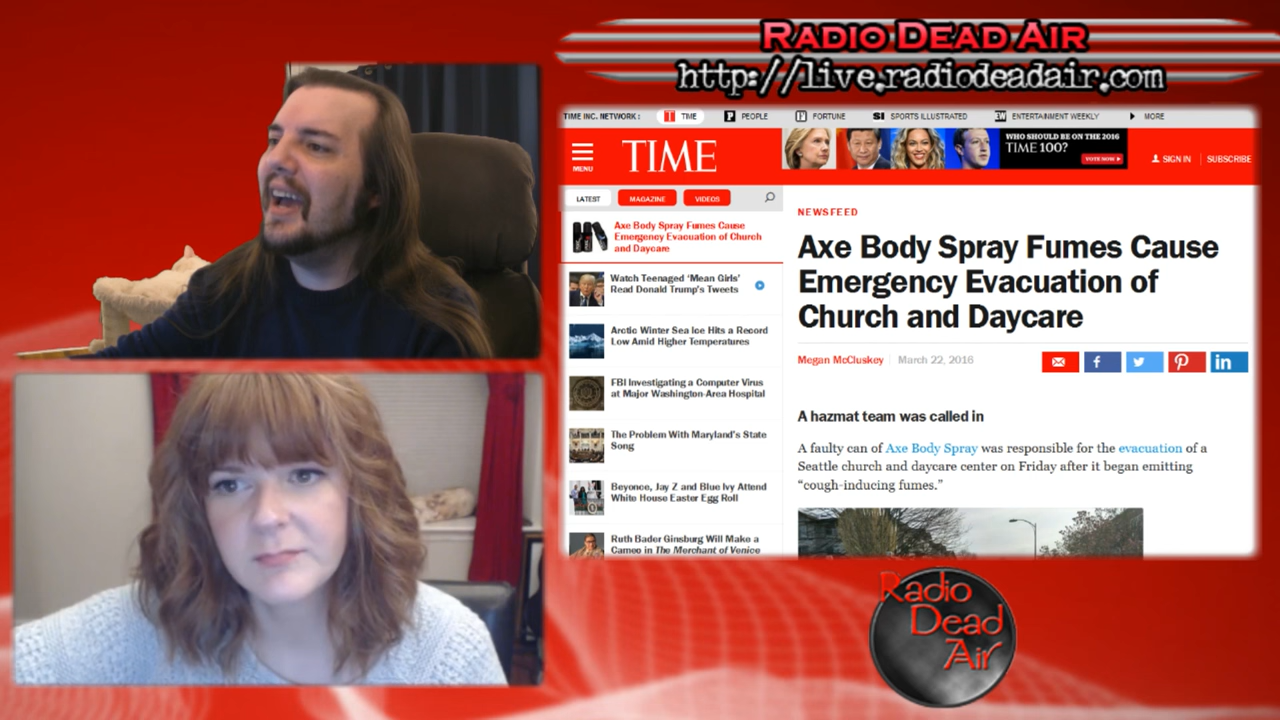 RADIO DEAD AIR
http://live.radiodeadair.com
TIME INC. NETWORK :
TIME
PEOPLE
FORTUNE
SI SPORTS ILLUSTRATED
EW ENTERTAINMENT WEEKLY
MORE
MENU
TIME
WHO SHOULD BE ON THE 2016
TIME 100?
VOTE NOW
SIGN IN
SUBSCRIBE
LATEST
MAGAZINE
VIDEOS
Axe Body Spray Fumes Cause
Emergency Evacuation of Church
and Daycare
Watch Teenaged 'Mean Girls'
Read Donald Trump's Tweets
Arctic Winter Sea Ice Hits a Record
Low Amid Higher Temperatures
FBI Investigating a Computer Virus
at Major Washington-Area Hospital
The Problem With Maryland's State
Song
Beyonce, Jay Z and Blue Ivy Attend
White House Easter Egg Roll
Ruth Bader Ginsburg Will Make a
Cameo in The Merchant of Venice
NEWSFEED
Axe Body Spray Fumes Cause
Emergency Evacuation of
Church and Daycare
Megan McCluskey
March 22, 2016
A hazmat team was called in
A faulty can of Axe Body Spray was responsible for the evacuation of a
Seattle church and daycare center on Friday after it began emitting
“cough-inducing fumes.”
Radio
Dead
Air